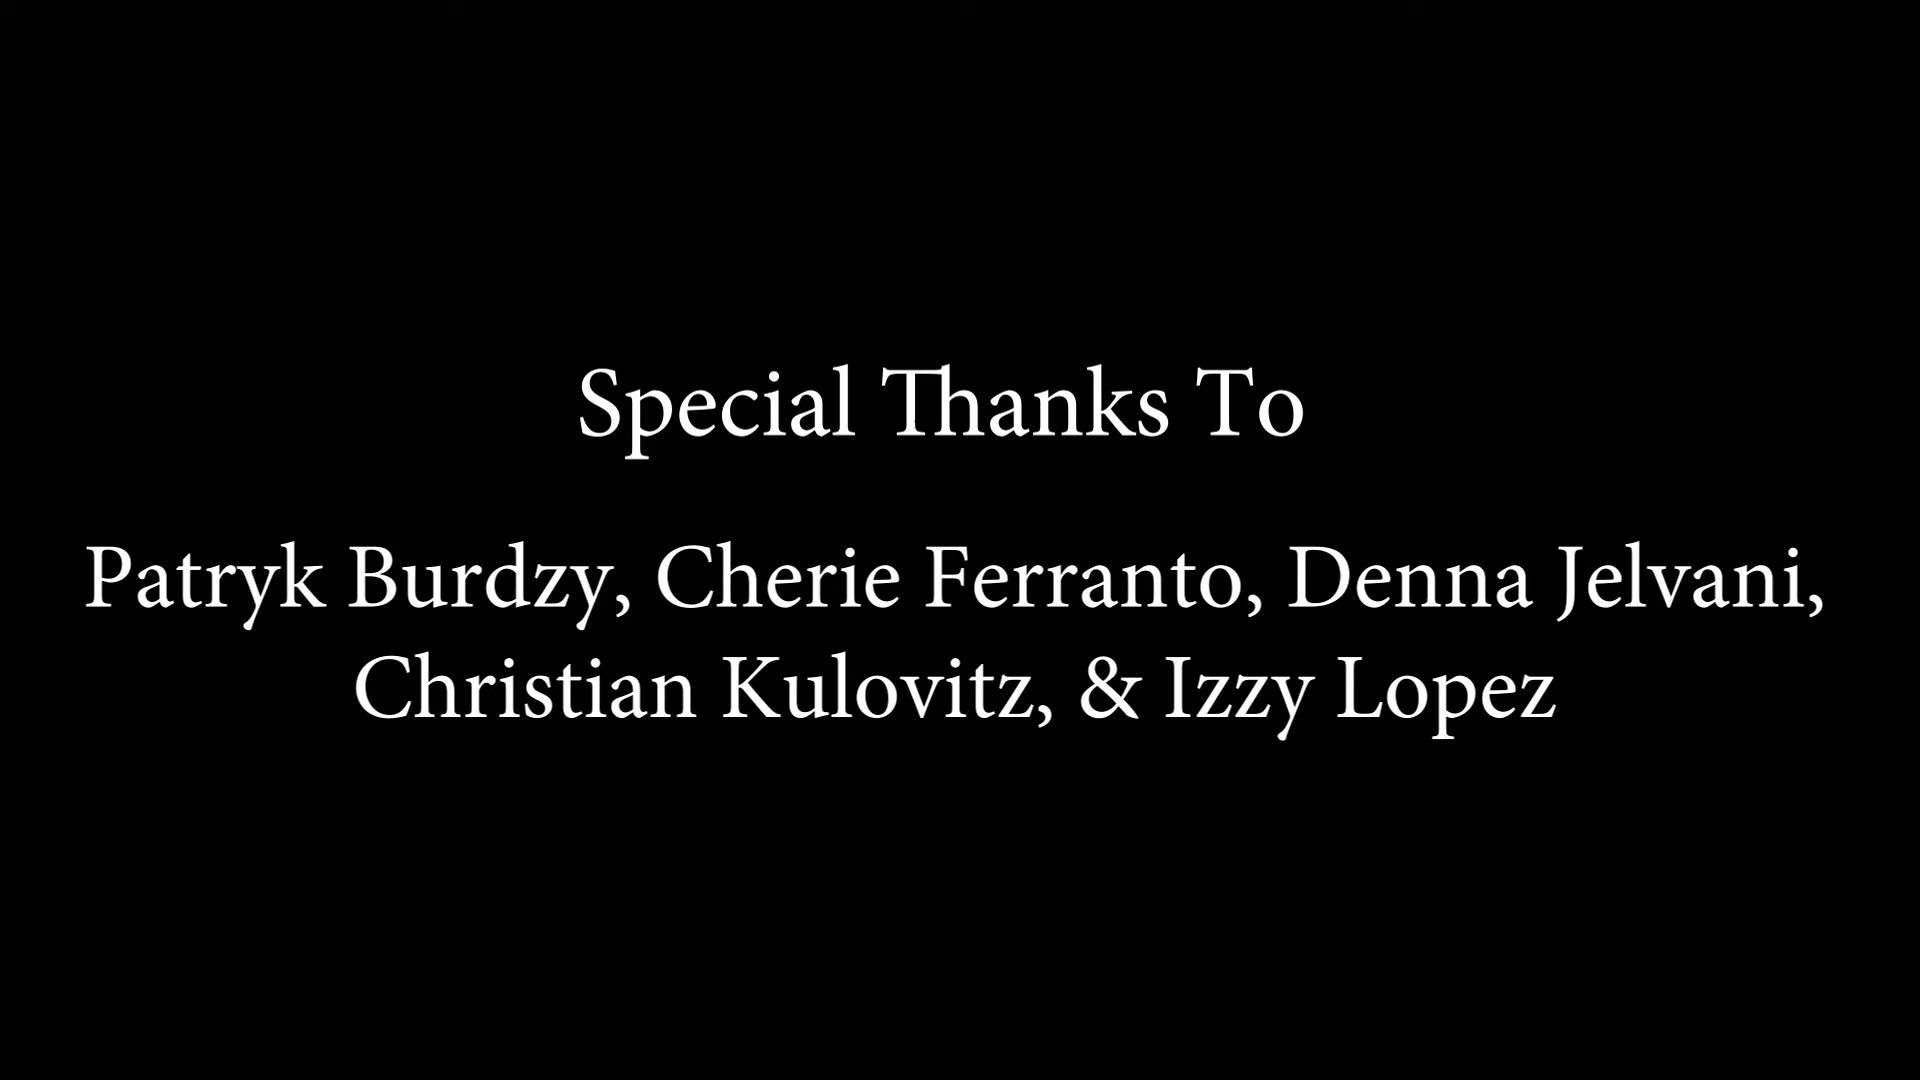 Special Thanks To
Patryk Burdzy, Cherie Ferranto, Denna Jelvani,
Christian Kulovitz, & Izzy Lopez